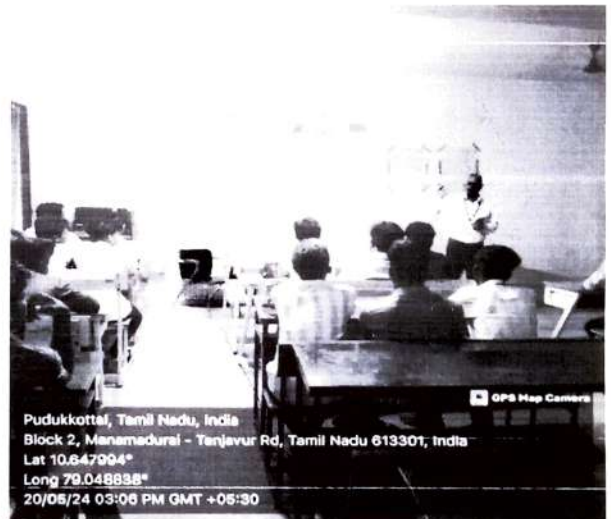 GPS Map Camera
Pudukkottai, Tamil Nadu, India
Block 2, Manamadurai - Tanjavur Rd, Tamil Nadu 613301, India
Lat 10.647994°
Long 79.048838°
20/05/24 03:06 PM GMT +05:30